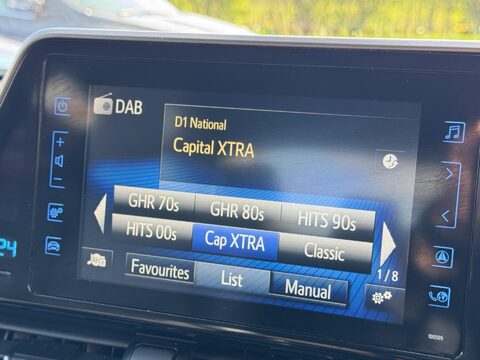 DAB
D1 National
Capital XTRA
GHR 70s GHR 80s HITS 90s
HITS 00s Cap XTRA Classic
1/8
Favourites List Manual
+
-
100509